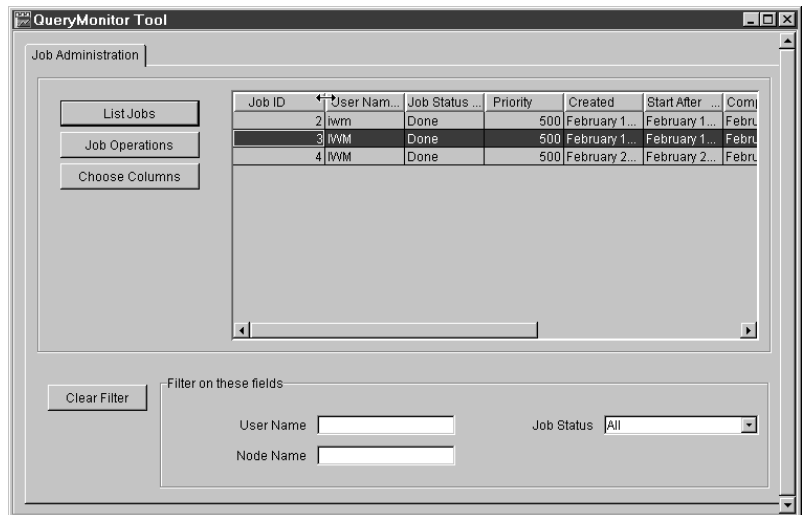 QueryMonitor Tool
Job Administration
List Jobs
Job Operations
Choose Columns
Job ID User Nam... Job Status ... Priority Created Start After ... Comp
2 iwm Done 500 February 1... February 1... Febru
3 IWM Done 500 February 1... February 1... Febru
4 IWM Done 500 February 2... February 2... Febru
Clear Filter
Filter on these fields
User Name
Job Status All
Node Name